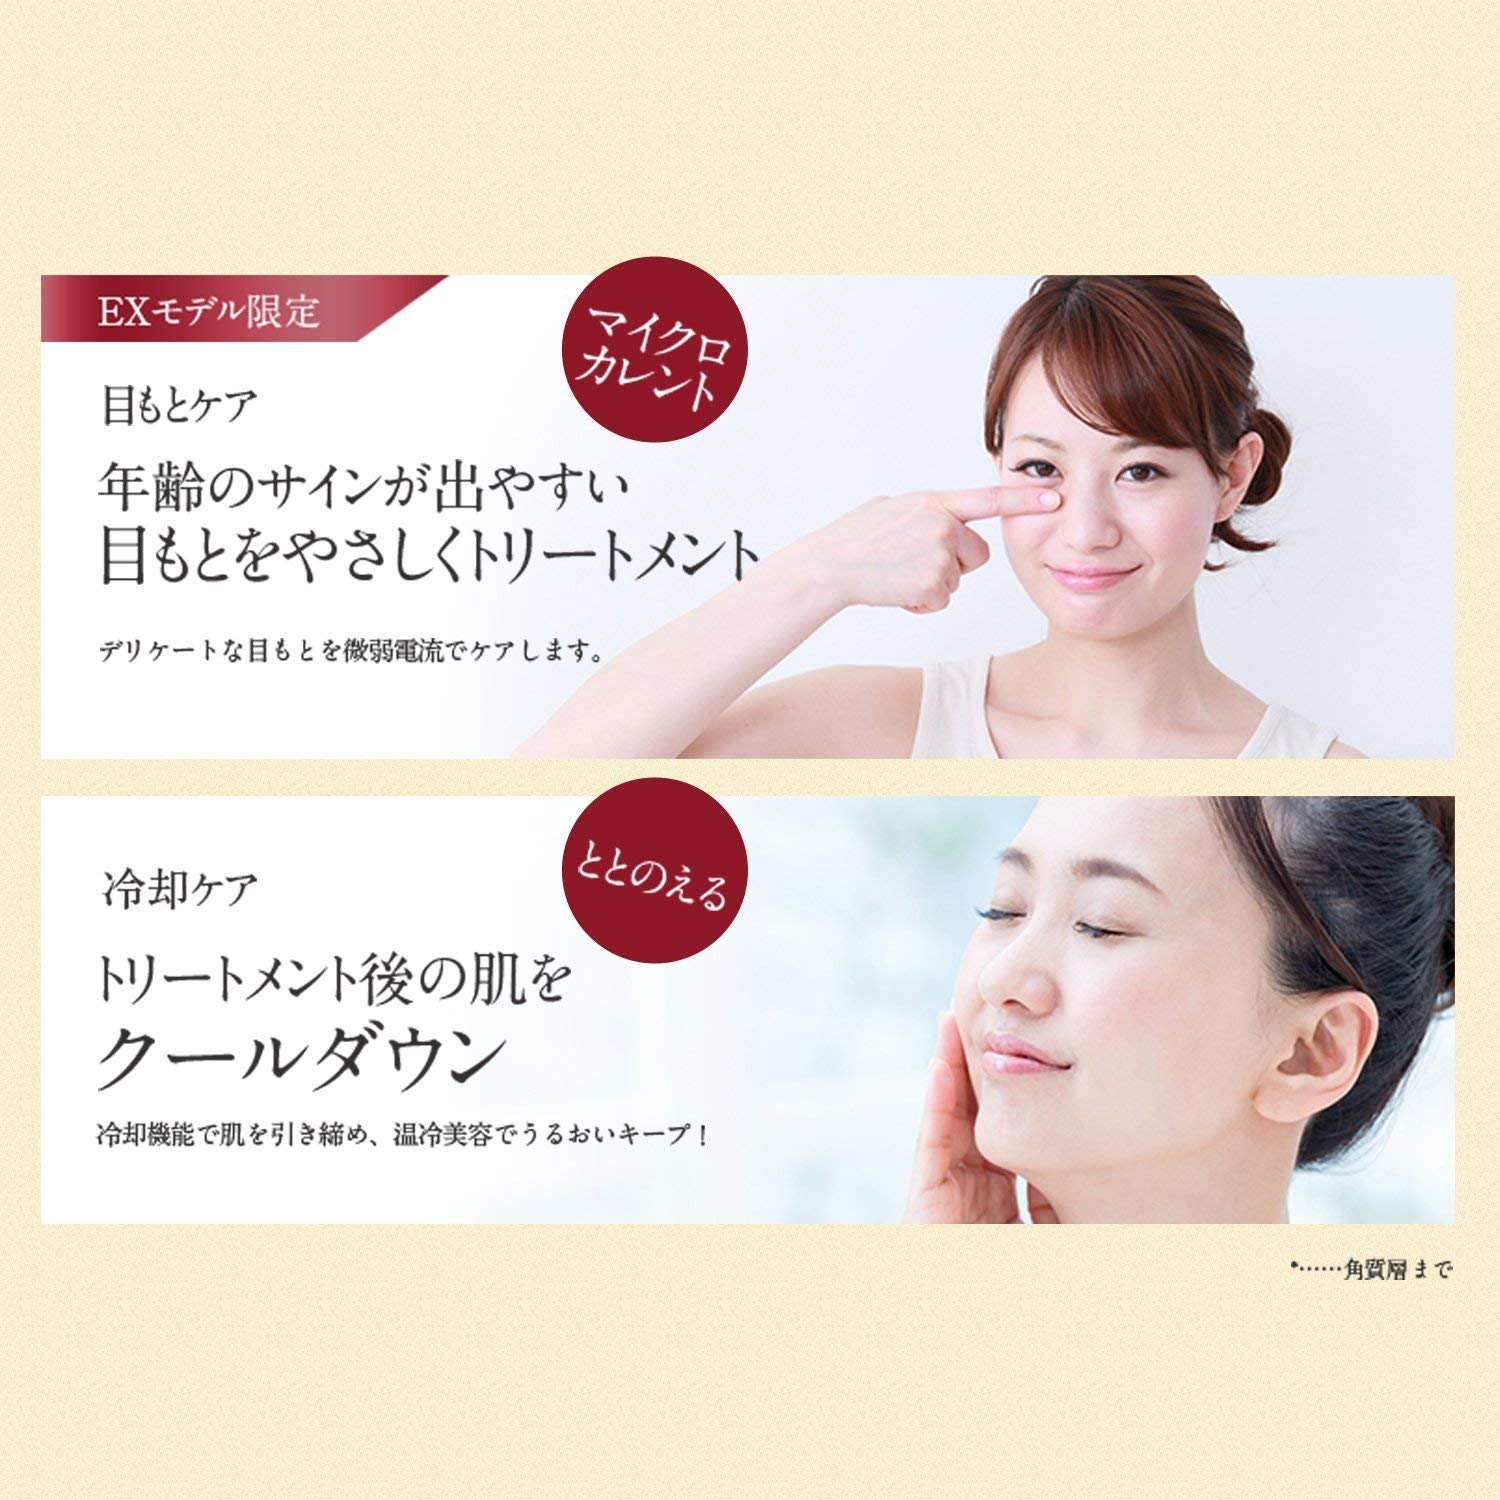 EXモデル限定
マイクロ
カレント
目もとケア
年齢のサインが出やすい
目もとをやさしくトリートメント
デリケートな目もとを微弱電流でケアします。
ととのえる
冷却ケア
トリートメント後の肌を
クールダウン
冷却機能で肌を引き締め、温冷美容でうるおいキープ！
*……角質層まで